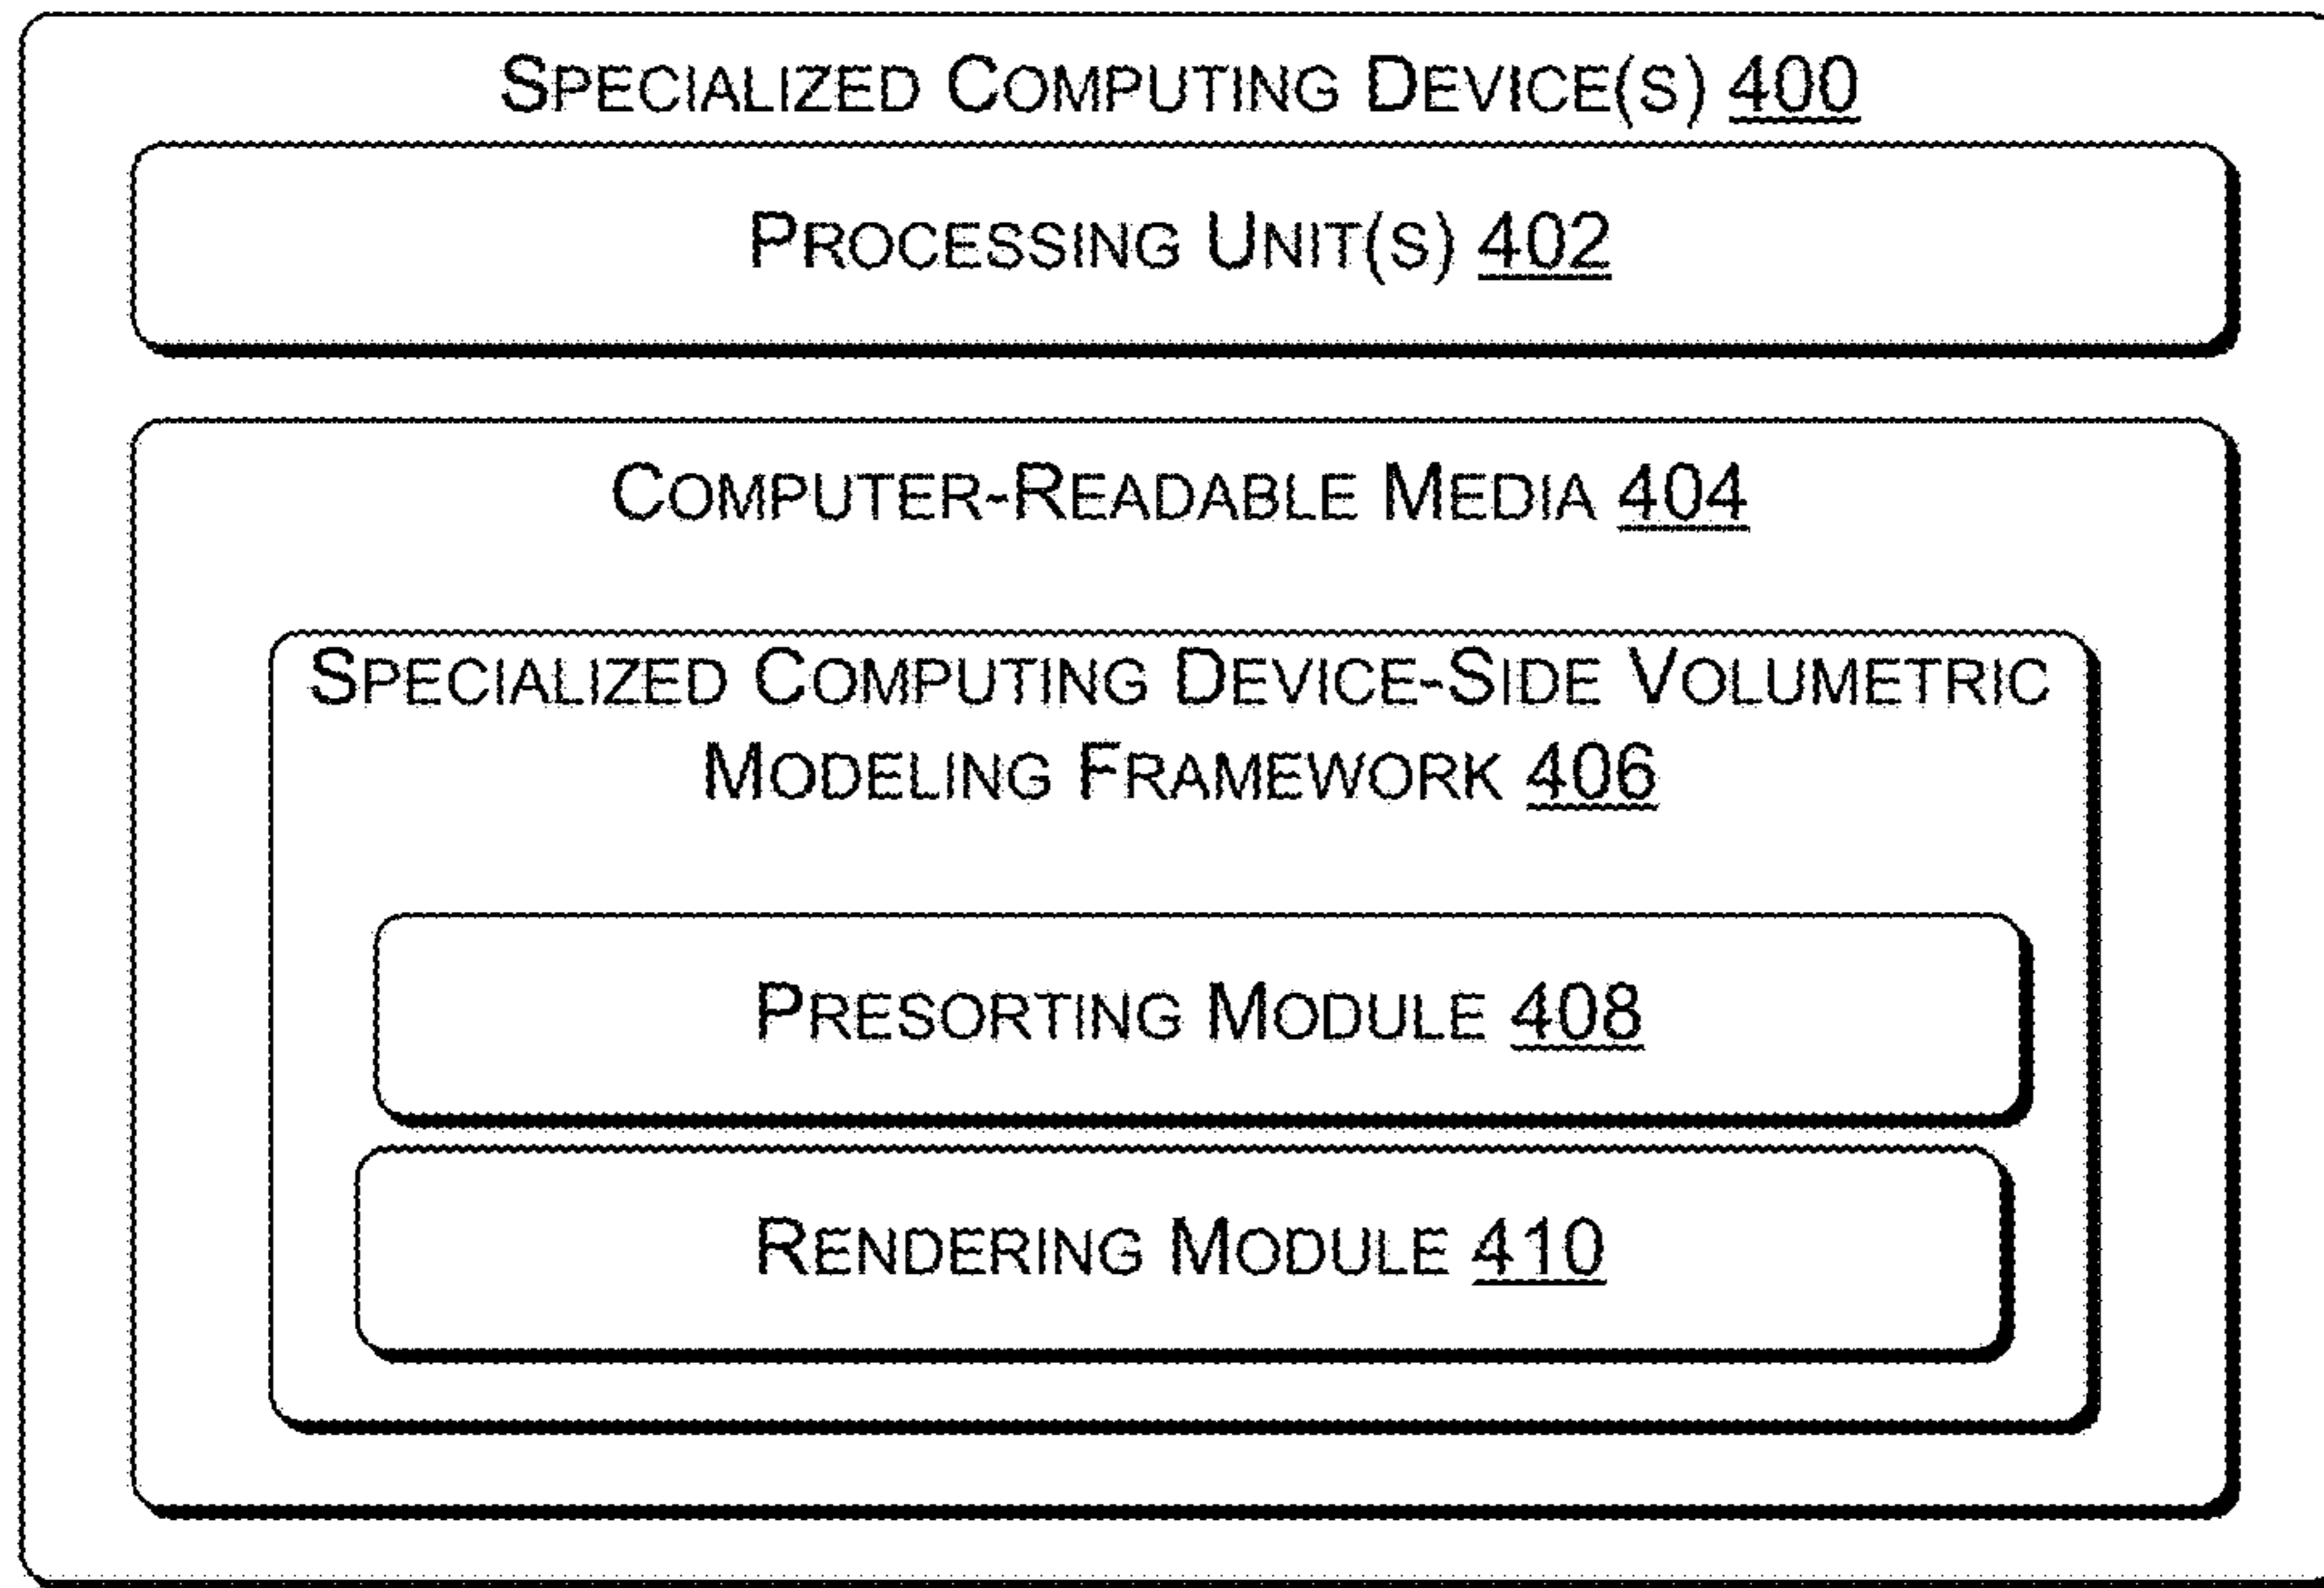 SPECIALIZED COMPUTING DEVICE(S) 400
PROCESSING UNIT(S) 402
COMPUTER-READABLE MEDIA 404
SPECIALIZED COMPUTING DEVICE-SIDE VOLUMETRIC
MODELING FRAMEWORK 406
PRESORTING MODULE 408
RENDERING MODULE 410